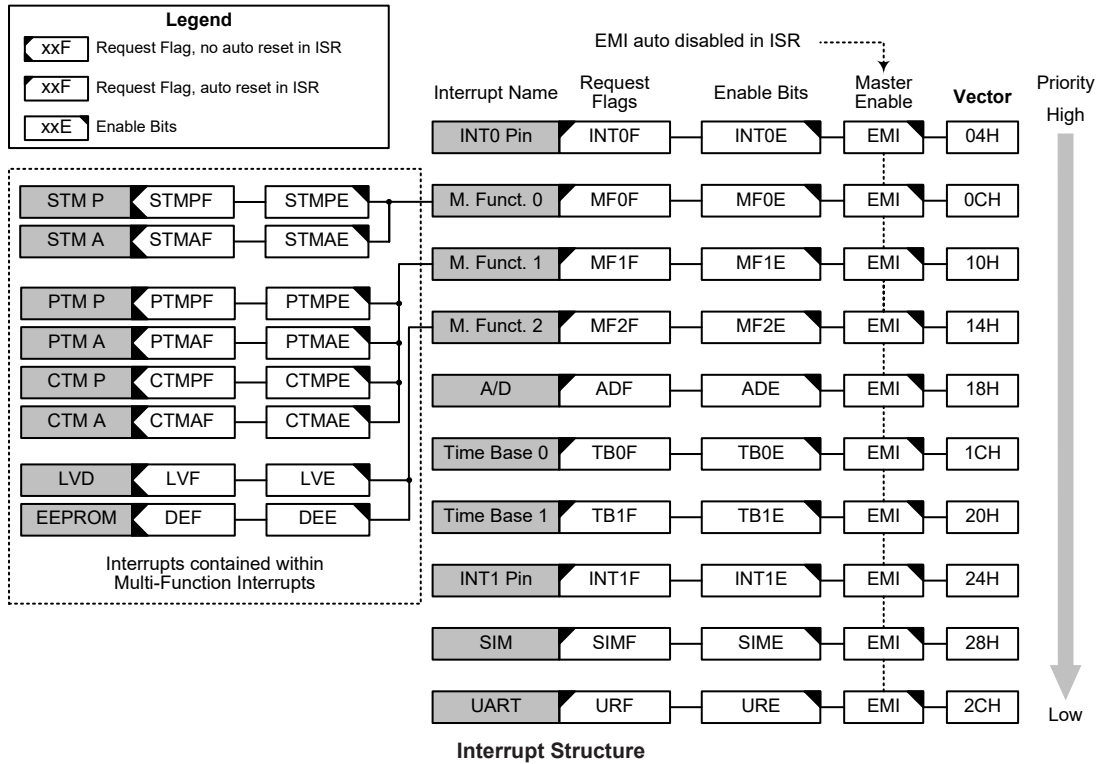 Legend
xxF Request Flag, no auto reset in ISR
xxF Request Flag, auto reset in ISR
xxE Enable Bits
EMI auto disabled in ISR
Interrupt Name Request Flags Enable Bits Master Enable Vector Priority
High
INT0 Pin INT0F INT0E EMI 04H
STM P STMPF STMPE M. Funct. 0 MF0F MF0E EMI 0CH
STM A STMAF STMAE
M. Funct. 1 MF1F MF1E EMI 10H
PTM P PTMPF PTMPE
M. Funct. 2 MF2F MF2E EMI 14H
PTM A PTMAF PTMAE
CTM P CTMPF CTMPE
A/D ADF ADE EMI 18H
CTM A CTMAF CTMAE
Time Base 0 TB0F TB0E EMI 1CH
LVD LVF LVE
EEPROM DEF DEE
Time Base 1 TB1F TB1E EMI 20H
Interrupts contained within
Multi-Function Interrupts
INT1 Pin INT1F INT1E EMI 24H
SIM SIMF SIME EMI 28H
UART URF URE EMI 2CH
Low
Interrupt Structure